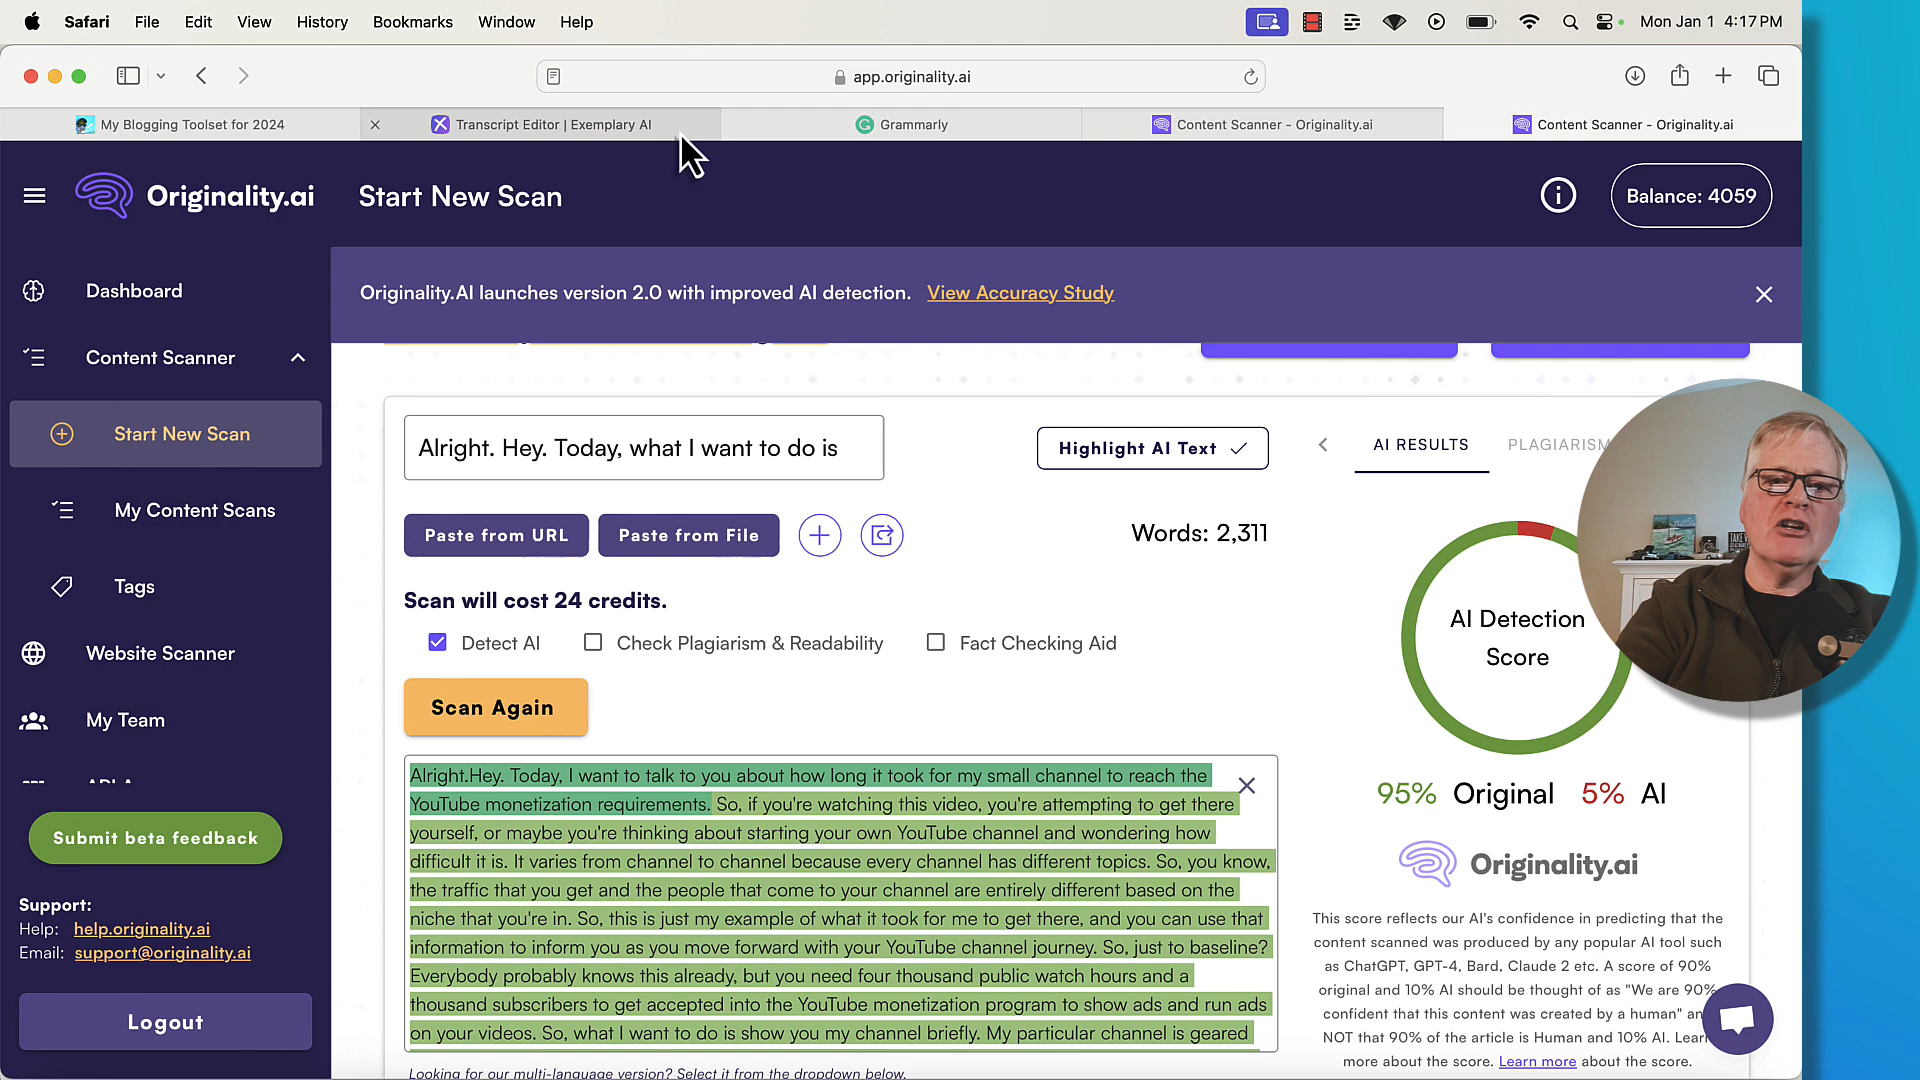 Safari File Edit View History Bookmarks Window Help Mon Jan 1 4:17 PM
app.originality.ai
My Blogging Toolset for 2024
Transcript Editor | Exemplary AI
Grammarly
Content Scanner - Originality.ai
Content Scanner - Originality.ai
Originality.ai
Start New Scan
Balance: 4059
Originality.AI launches version 2.0 with improved AI detection. View Accuracy Study
Dashboard
Content Scanner
Start New Scan
My Content Scans
Tags
Website Scanner
My Team
Submit beta feedback
Support:
Help: help.originality.ai
Email: support@originality.ai
Logout
Alright. Hey. Today, what I want to do is
Highlight AI Text
Paste from URL
Paste from File
Words: 2,311
Scan will cost 24 credits.
Detect AI
Check Plagiarism & Readability
Fact Checking Aid
Scan Again
Alright.Hey. Today, I want to talk to you about how long it took for my small channel to reach the
YouTube monetization requirements. So, if you're watching this video, you're attempting to get there
yourself, or maybe you're thinking about starting your own YouTube channel and wondering how
difficult it is. It varies from channel to channel because every channel has different topics. So, you know,
the traffic that you get and the people that come to your channel are entirely different based on the
niche that you're in. So, this is just my example of what it took for me to get there, and you can use that
information to inform you as you move forward with your YouTube channel journey. So, just to baseline?
Everybody probably knows this already, but you need four thousand public watch hours and a
thousand subscribers to get accepted into the YouTube monetization program to show ads and run ads
on your videos. So, what I want to do is show you my channel briefly. My particular channel is geared
Looking for our multi-language version? Select it from the dropdown below.
AI RESULTS
PLAGIARISM
AI Detection
Score
95% Original 5% AI
Originality.ai
This score reflects our AI's confidence in predicting that the
content scanned was produced by any popular AI tool such
as ChatGPT, GPT-4, Bard, Claude 2 etc. A score of 90%
original and 10% AI should be thought of as "We are 90%
confident that this content was created by a human" an
NOT that 90% of the article is Human and 10% AI. Lear
more about the score. Learn more about the score.